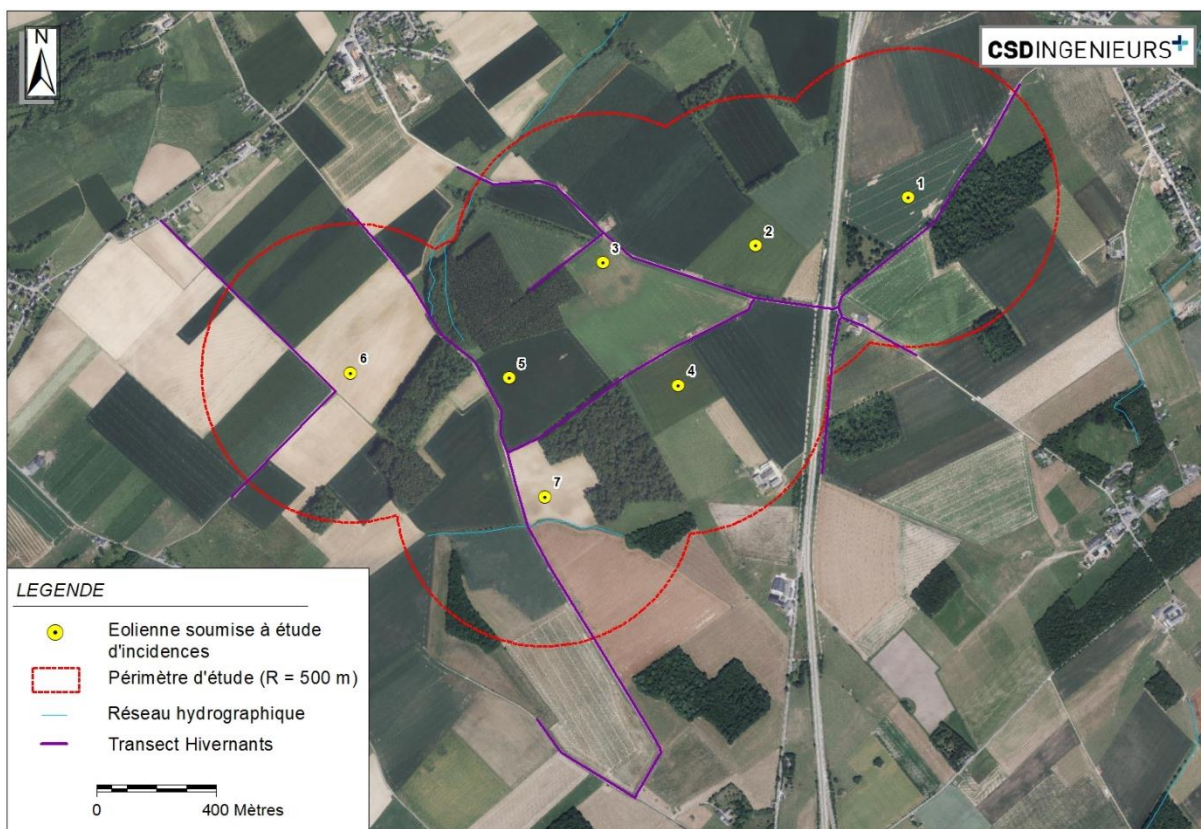 N
CSDINGENIEURS+
1
2
3
4
5
6
7
LEGENDE
Eolienne soumise à étude
d'incidences
Périmètre d'étude (R = 500 m)
Réseau hydrographique
Transect Hivernants
0 400 Mètres